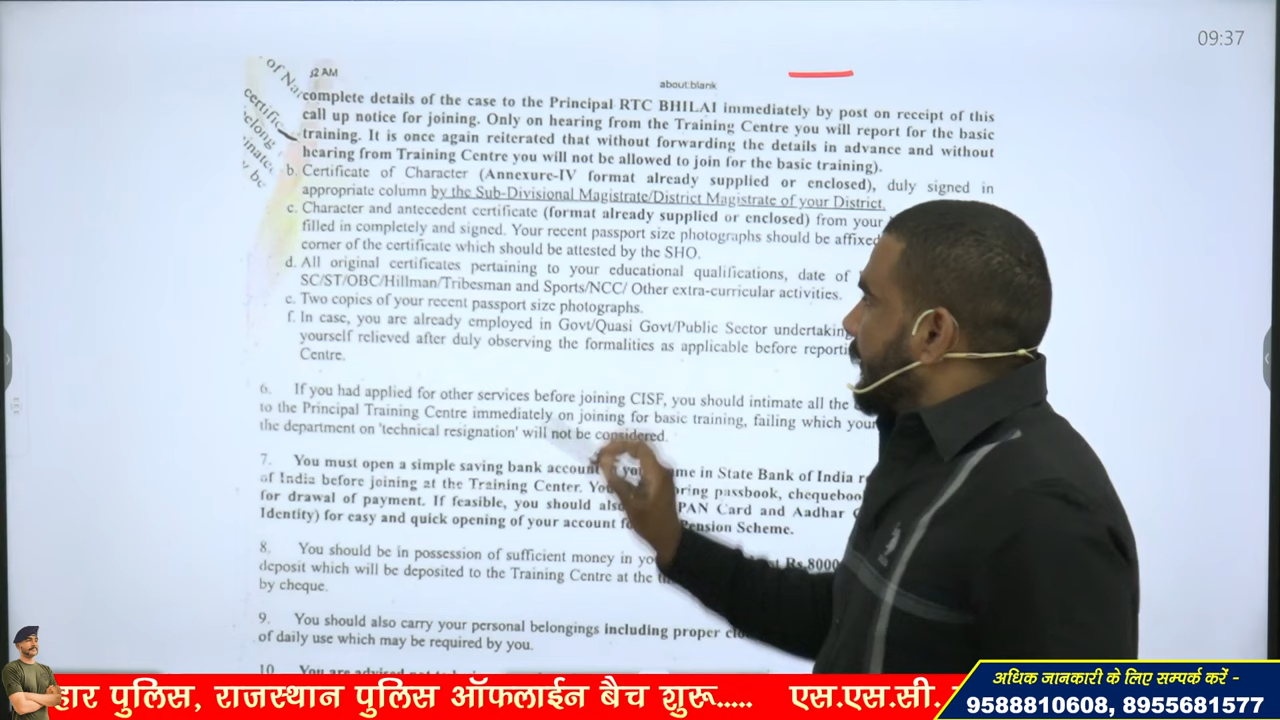 09:37
32 AM
about:blank
of Na
certific
elong
inate
y be
complete details of the case to the Principal RTC BHILAI immediately by post on receipt of this
call up notice for joining. Only on hearing from the Training Centre you will report for the basic
training. It is once again reiterated that without forwarding the details in advance and without
hearing from Training Centre you will not be allowed to join for the basic training).
b. Certificate of Character (Annexure-IV format already supplied or enclosed), duly signed in
appropriate column by the Sub-Divisional Magistrate/District Magistrate of your District.
c. Character and antecedent certificate (format already supplied or enclosed) from your
filled in completely and signed. Your recent passport size photographs should be affixed
corner of the certificate which should be attested by the SHO.
d. All original certificates pertaining to your educational qualifications, date of
SC/ST/OBC/Hillman/Tribesman and Sports/NCC/ Other extra-curricular activities.
e. Two copies of your recent passport size photographs.
f. In case, you are already employed in Govt/Quasi Govt/Public Sector undertaking
yourself relieved after duly observing the formalities as applicable before reporti
Centre.
6. If you had applied for other services before joining CISF, you should intimate all the
to the Principal Training Centre immediately on joining for basic training, failing which your
the department on 'technical resignation' will not be considered.
7. You must open a simple saving bank account you me in State Bank of India
of India before joining at the Training Center. You ring passbook, chequeboo
for drawal of payment. If feasible, you should also PAN Card and Aadhar
Identity) for easy and quick opening of your account fo Pension Scheme.
8. You should be in possession of sufficient money in yo Rs.8000
deposit which will be deposited to the Training Centre at the
by cheque.
9. You should also carry your personal belongings including proper clo
of daily use which may be required by you.
10. You are advised not to
हार पुलिस, राजस्थान पुलिस ऑफलाईन बैच शुरू..... एस.एस.सी.
अधिक जानकारी के लिए सम्पर्क करें -
9588810608, 8955681577